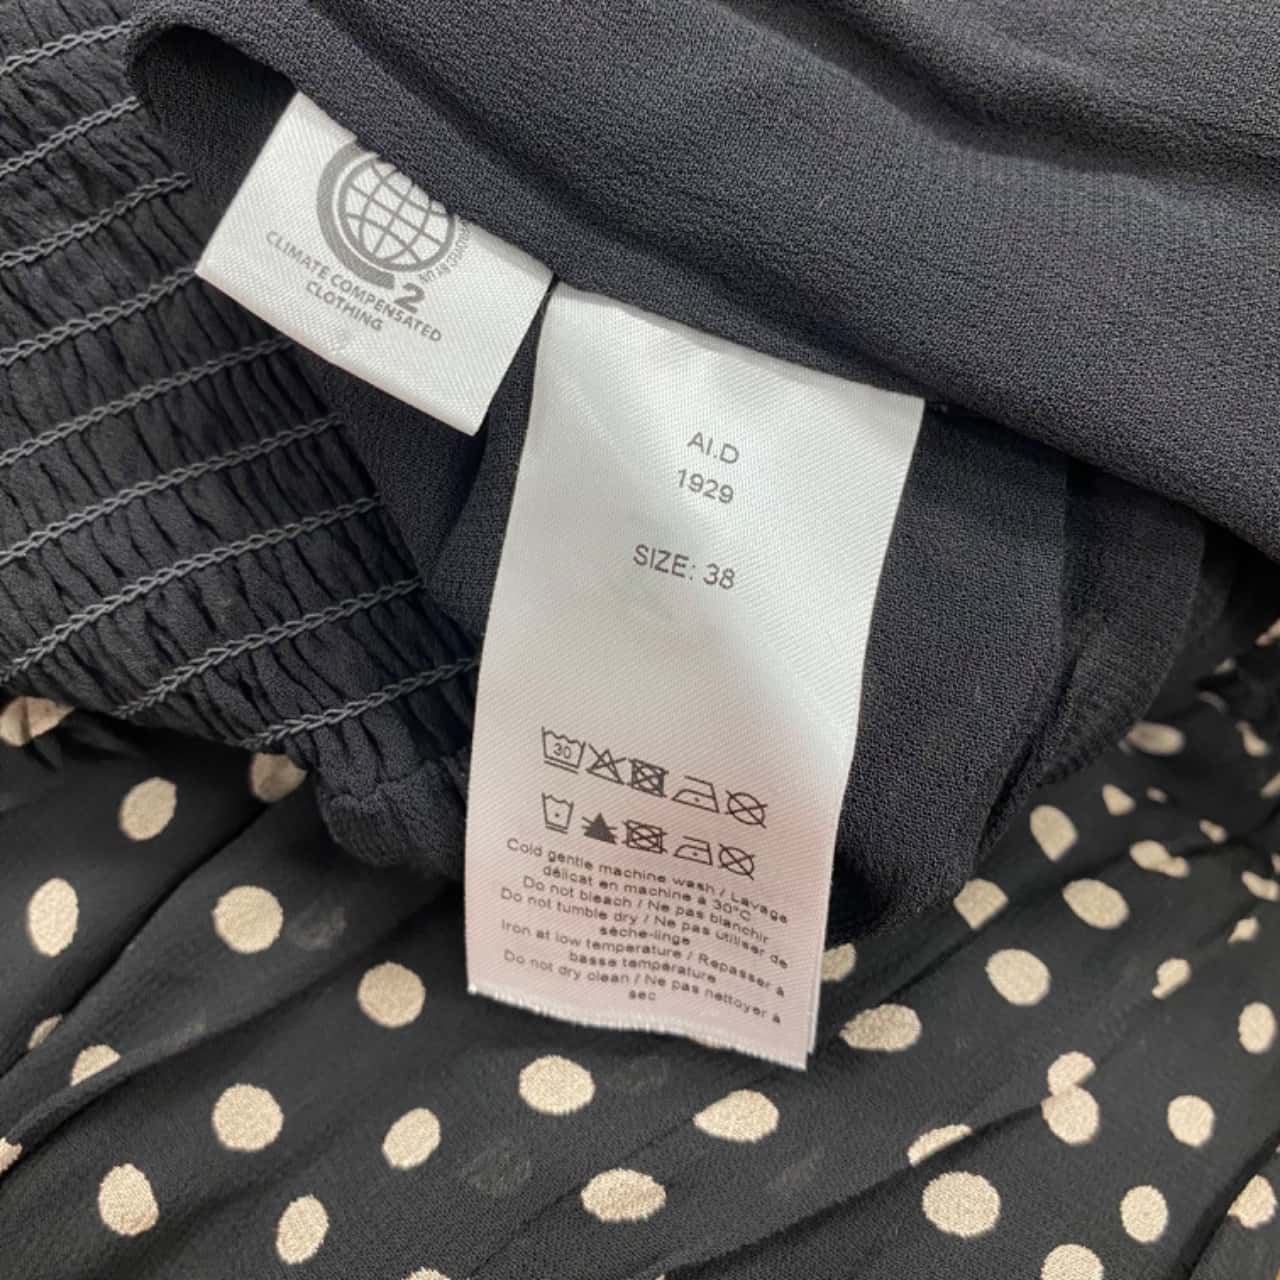 CLIMATE COMPENSATED
CLOTHING
2
AI.D
1929
SIZE: 38
30
Cold gentle machine wash / Lavage
délicat en machine à 30°C
Do not bleach / Ne pas blanchir
Do not tumble dry / Ne pas utiliser de
sèche-linge
Iron at low temperature / Repasser à
basse température
Do not dry clean / Ne pas nettoyer à
sec